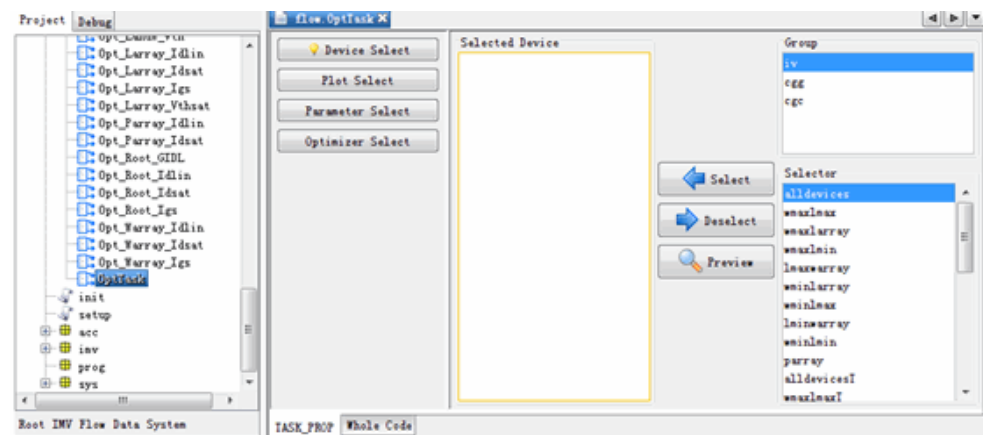 Project
Debug
Opt_Larray_Idlin
Opt_Larray_Idsat
Opt_Larray_Igs
Opt_Larray_Vthsat
Opt_Parray_Idlin
Opt_Parray_Idsat
Opt_Root_GIDL
Opt_Root_Idlin
Opt_Root_Idsat
Opt_Root_Igs
Opt_Warray_Idlin
Opt_Warray_Idsat
Opt_Warray_Igs
OptTask
init
setup
acc
inv
prog
sys
Root IMV Flow Data System
flow.OptTask
Device Select
Plot Select
Parameter Select
Optimizer Select
Selected Device
Select
Deselect
Preview
Group
iv
cgg
cgc
Selector
alldevices
wmaxlmax
wmaxlarray
wmaxlmin
lmaxwarray
wminlarray
wminlmax
lminwarray
wminlmin
parray
alldevicesT
wmaxlmaxT
TASK_PROP
Whole Code